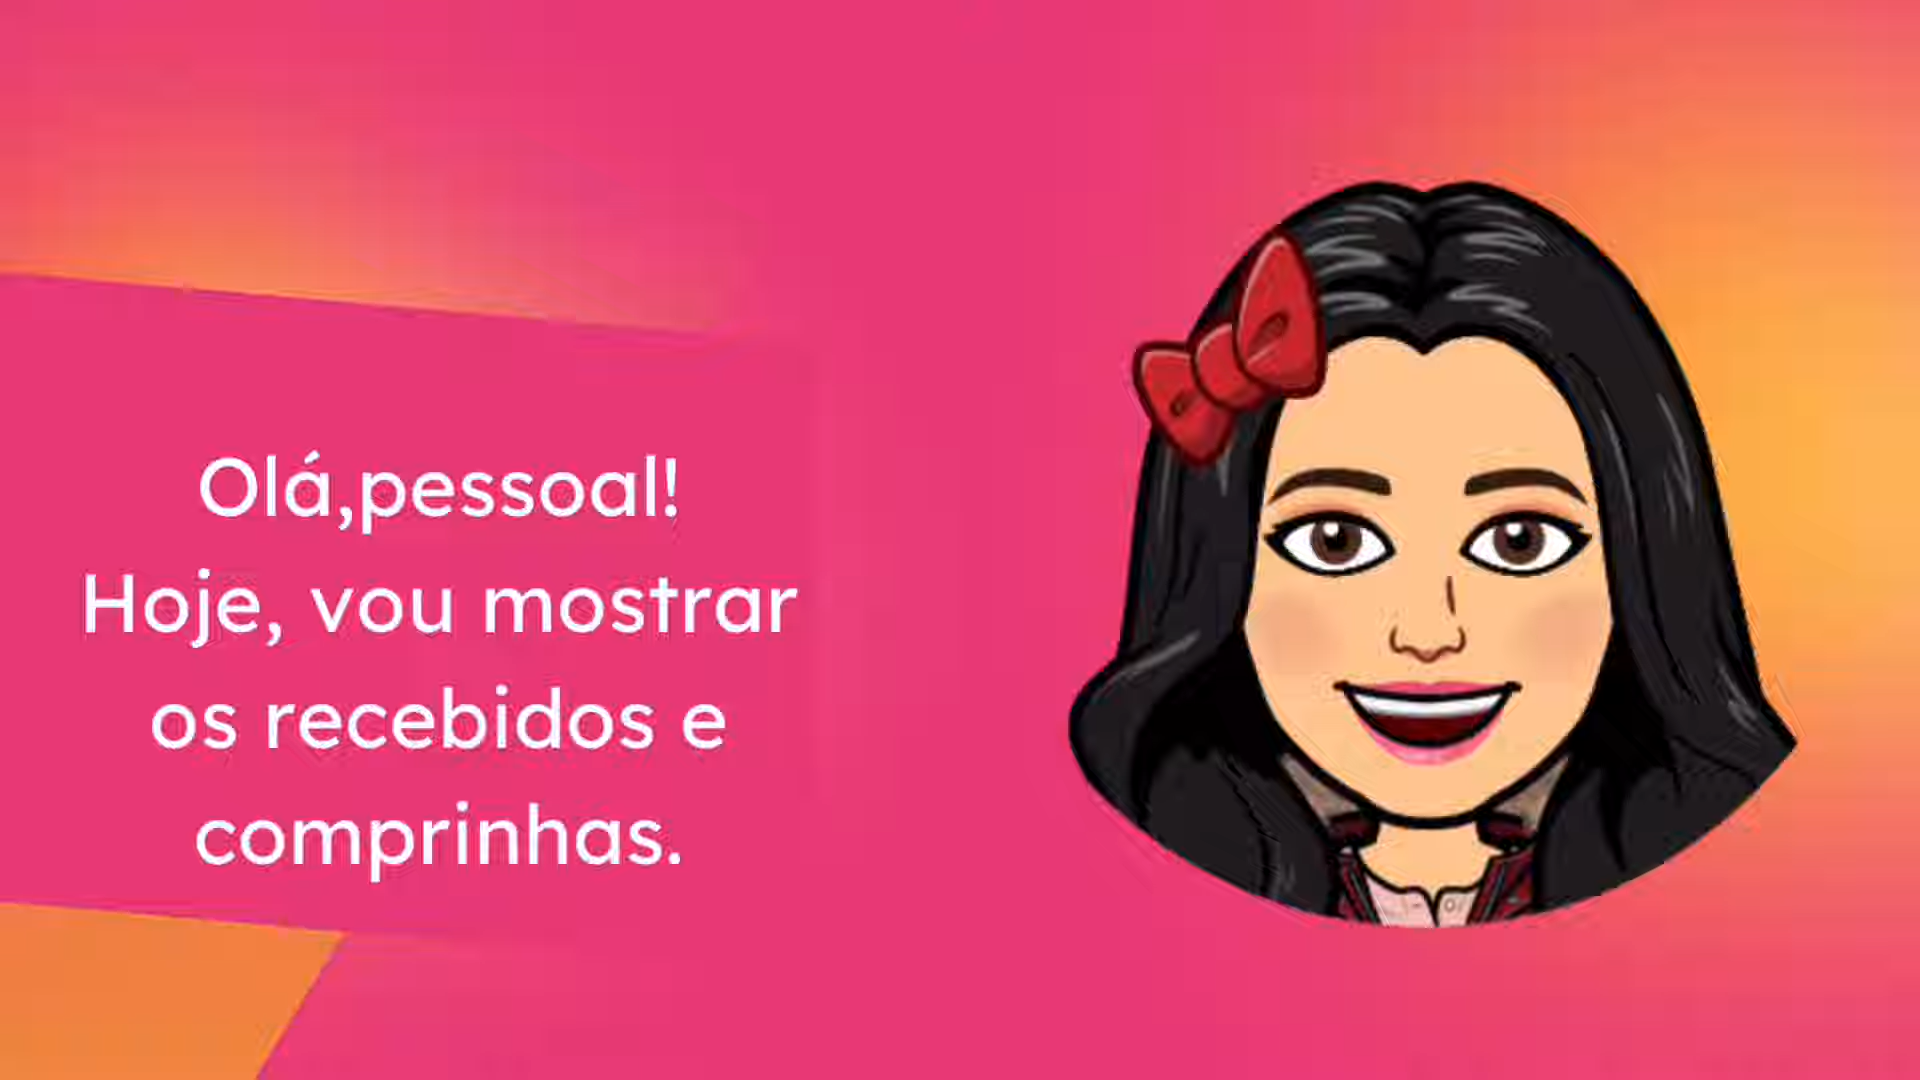 Olá,pessoal!
Hoje, vou mostrar
os recebidos e
comprinhas.